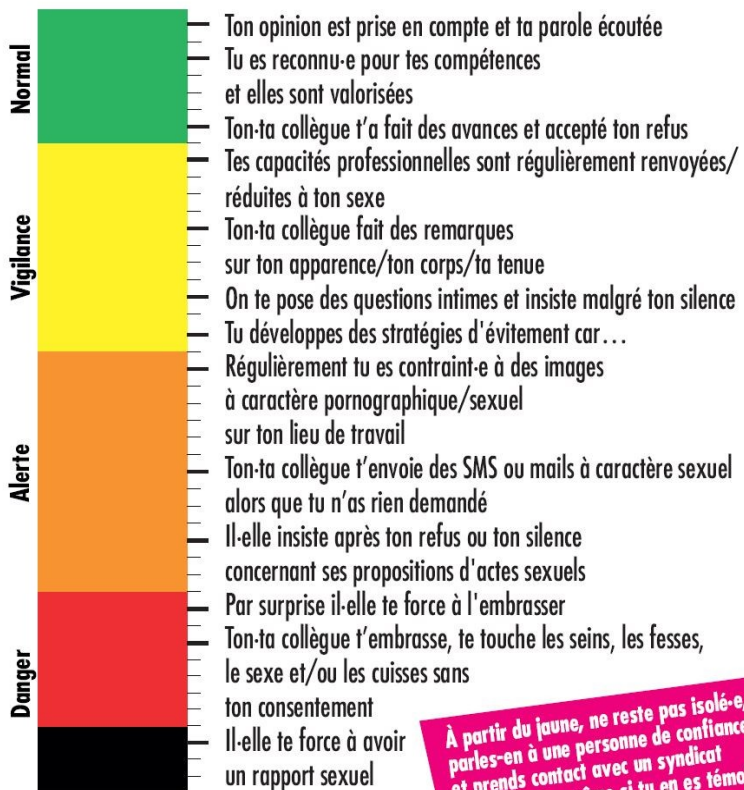 Normal
Ton opinion est prise en compte et ta parole écoutée
Tu es reconnu·e pour tes compétences
et elles sont valorisées
Ton·ta collègue t'a fait des avances et accepté ton refus
Vigilance
Tes capacités professionnelles sont régulièrement renvoyées/
réduites à ton sexe
Ton·ta collègue fait des remarques
sur ton apparence/ton corps/ta tenue
On te pose des questions intimes et insiste malgré ton silence
Tu développes des stratégies d'évitement car...
Alerte
Régulièrement tu es contraint·e à des images
à caractère pornographique/sexuel
sur ton lieu de travail
Ton·ta collègue t'envoie des SMS ou mails à caractère sexuel
alors que tu n'as rien demandé
Il·elle insiste après ton refus ou ton silence
concernant ses propositions d'actes sexuels
Danger
Par surprise il·elle te force à l'embrasser
Ton·ta collègue t'embrasse, te touche les seins, les fesses,
le sexe et/ou les cuisses sans
ton consentement
Il·elle te force à avoir
un rapport sexuel
À partir du jaune, ne reste pas isolé·e,
parles-en à une personne de confiance
et prends contact avec un syndicat
si tu en es